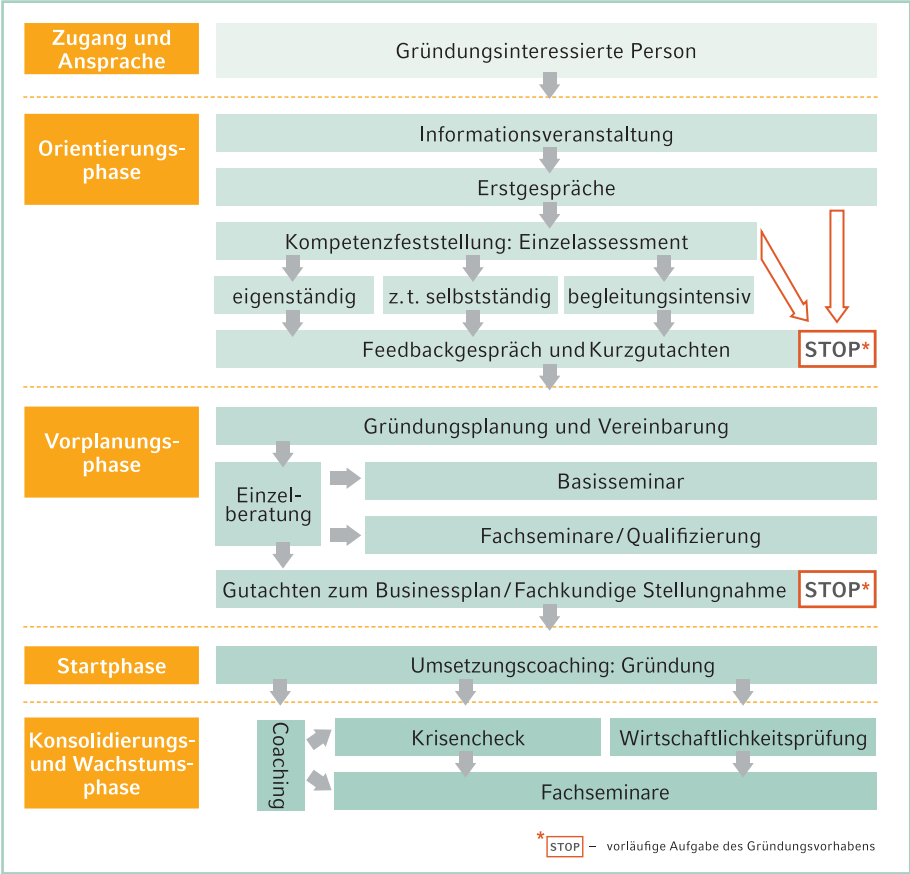 Zugang und
Ansprache
Gründungsinteressierte Person
Orientierungs-
phase
Informationsveranstaltung
Erstgespräche
Kompetenzfeststellung: Einzelassessment
eigenständig
z. t. selbstständig
begleitungsintensiv
Feedbackgespräch und Kurzgutachten
STOP*
Vorplanungs-
phase
Gründungsplanung und Vereinbarung
Einzel-
beratung
Basisseminar
Fachseminare/Qualifizierung
Gutachten zum Businessplan/Fachkundige Stellungnahme
STOP*
Startphase
Umsetzungscoaching: Gründung
Konsolidierungs-
und Wachstums-
phase
Coaching
Krisencheck
Wirtschaftlichkeitsprüfung
Fachseminare
* STOP – vorläufige Aufgabe des Gründungsvorhabens